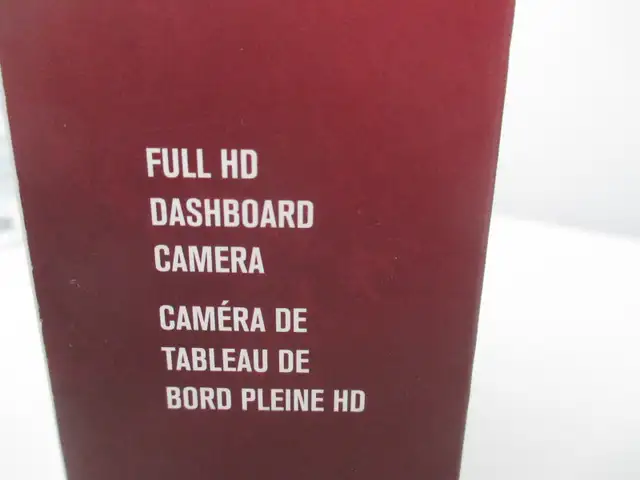 FULL HD
DASHBOARD
CAMERA
CAMÉRA DE
TABLEAU DE
BORD PLEINE HD